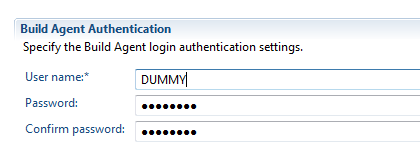 Build Agent Authentication
Specify the Build Agent login authentication settings.
User name:* DUMMY
Password: ●●●●●●●●
Confirm password: ●●●●●●●●